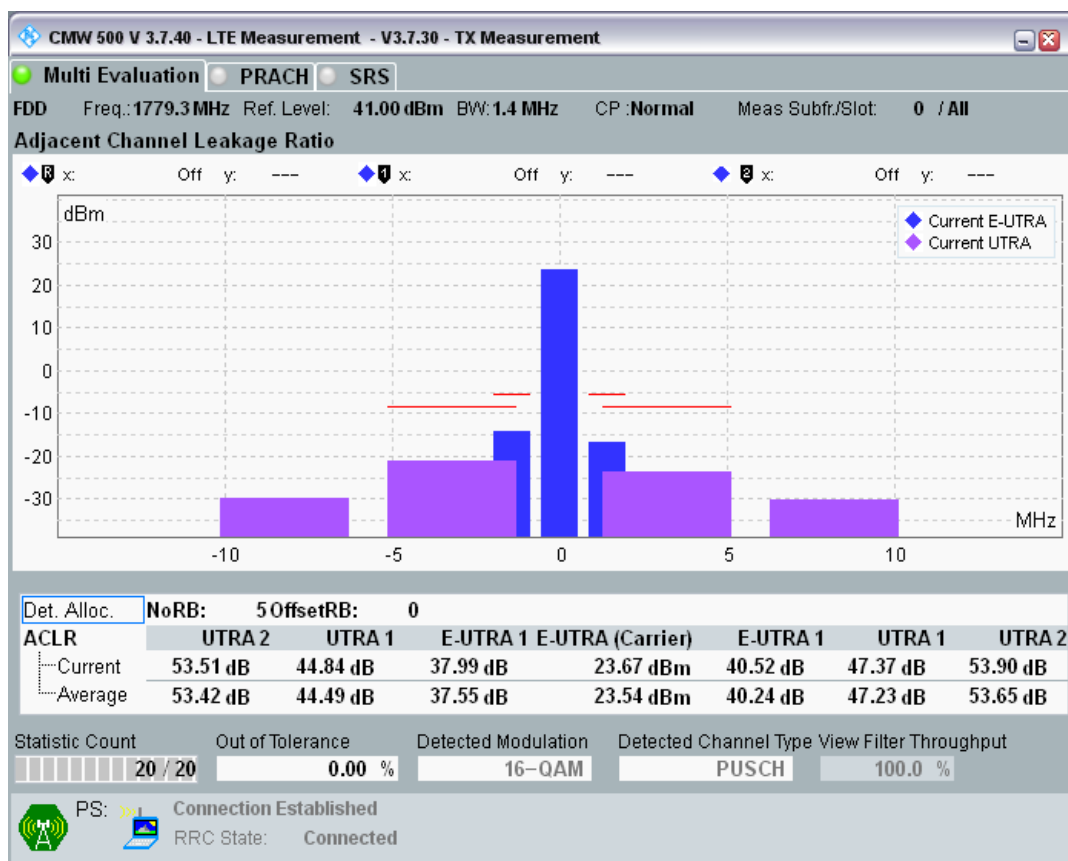 CMW 500 V 3.7.40 - LTE Measurement - V3.7.30 - TX Measurement
Multi Evaluation PRACH SRS
FDD Freq.: 1779.3 MHz Ref. Level: 41.00 dBm BW: 1.4 MHz CP :Normal Meas Subfr./Slot: 0 / All
Adjacent Channel Leakage Ratio
R x: Off y: --- 1 x: Off y: --- 2 x: Off y: ---
dBm
Current E-UTRA
Current UTRA
30
20
10
0
-10
-20
-30
MHz
-10 -5 0 5 10
Det. Alloc. NoRB: 5 OffsetRB: 0
ACLR UTRA 2 UTRA 1 E-UTRA 1 E-UTRA (Carrier) E-UTRA 1 UTRA 1 UTRA 2
Current 53.51 dB 44.84 dB 37.99 dB 23.67 dBm 40.52 dB 47.37 dB 53.90 dB
Average 53.42 dB 44.49 dB 37.55 dB 23.54 dBm 40.24 dB 47.23 dB 53.65 dB
Statistic Count Out of Tolerance Detected Modulation Detected Channel Type View Filter Throughput
20 / 20 0.00 % 16-QAM PUSCH 100.0 %
PS: Connection Established
RRC State: Connected